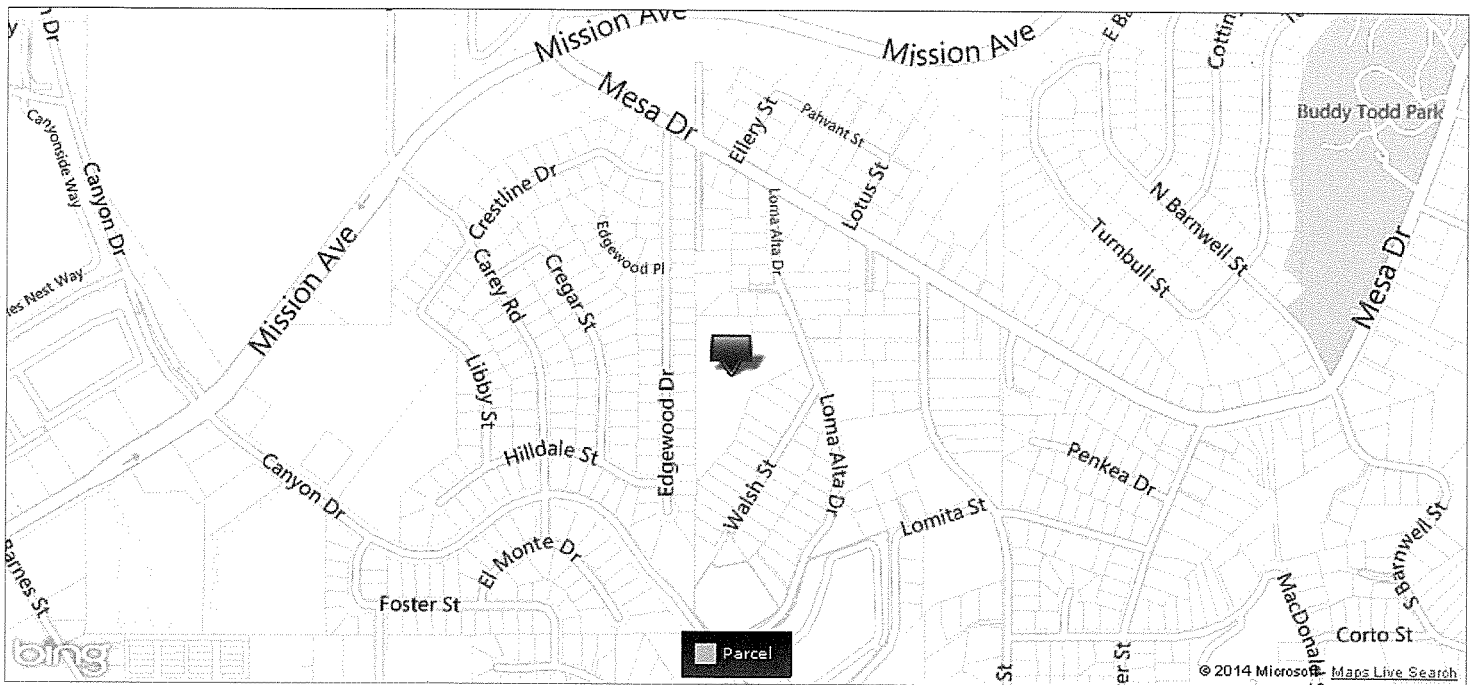 Mission Ave
Mission Ave
Mesa Dr
Ellery St
Pahvant St
Lotus St
Buddy Todd Park
Canyonside Way
Canyon Dr
Crestline Dr
Loma Alta Dr
N Barnwell St
Turnbull St
Mesa Dr
Edgewood Pl
Carey Rd
Cregar St
Mission Ave
Libby St
Edgewood Dr
Loma Alta Dr
Hilldale St
Walsh St
Penkea Dr
Canyon Dr
Lomita St
S Barnwell St
El Monte Dr
Barnes St
Foster St
Corto St
bing
Parcel
© 2014 Microsoft Maps Live Search